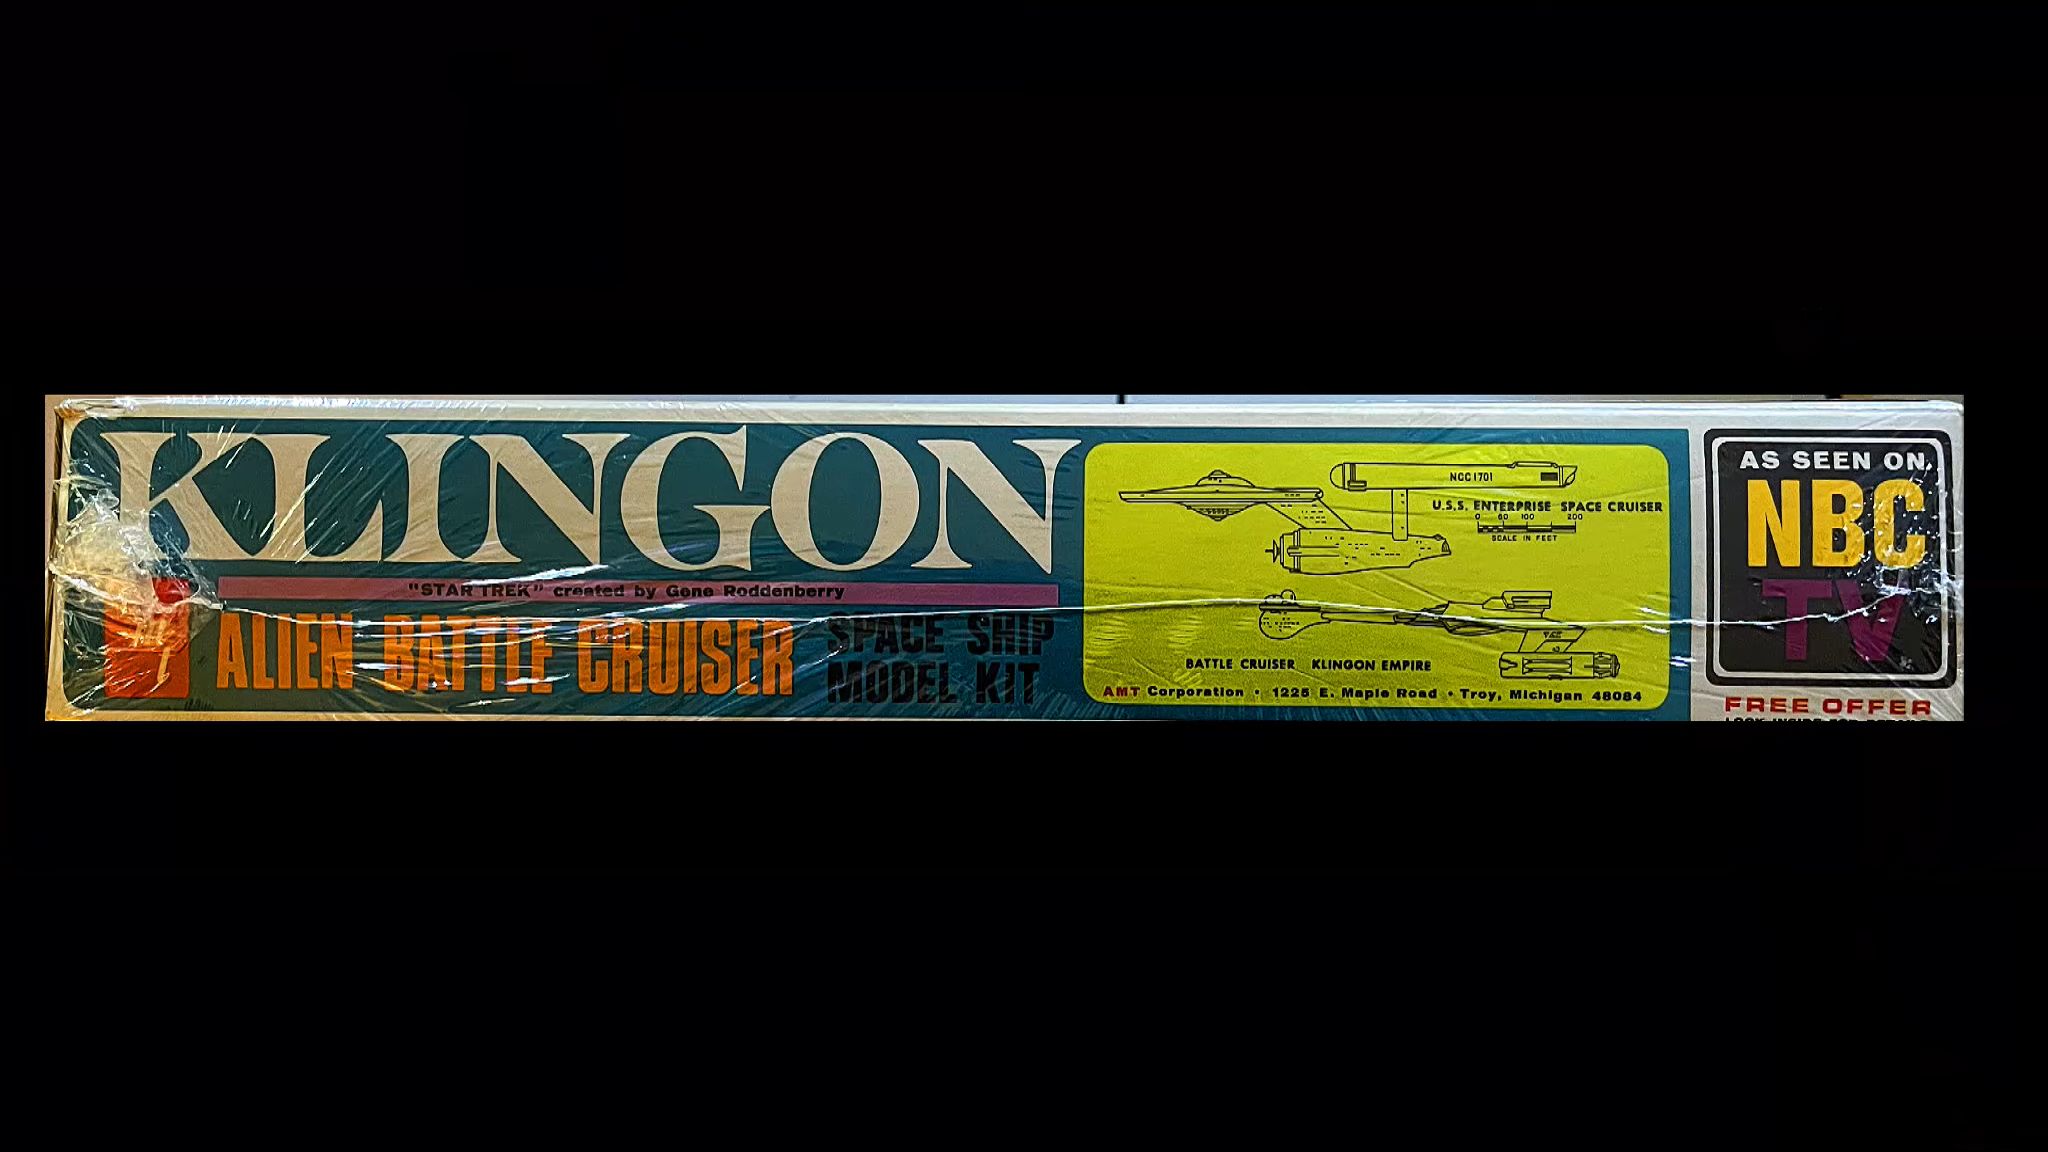 KLINGON
"STAR TREK" created by Gene Roddenberry
ALIEN BATTLE CRUISER
SPACE SHIP
MODEL KIT
NCC 1701
U.S.S. ENTERPRISE SPACE CRUISER
0 50 100 200
SCALE IN FEET
BATTLE CRUISER KLINGON EMPIRE
AMT Corporation • 1225 E. Maple Road • Troy, Michigan 48084
AS SEEN ON
NBC
TV
FREE OFFER